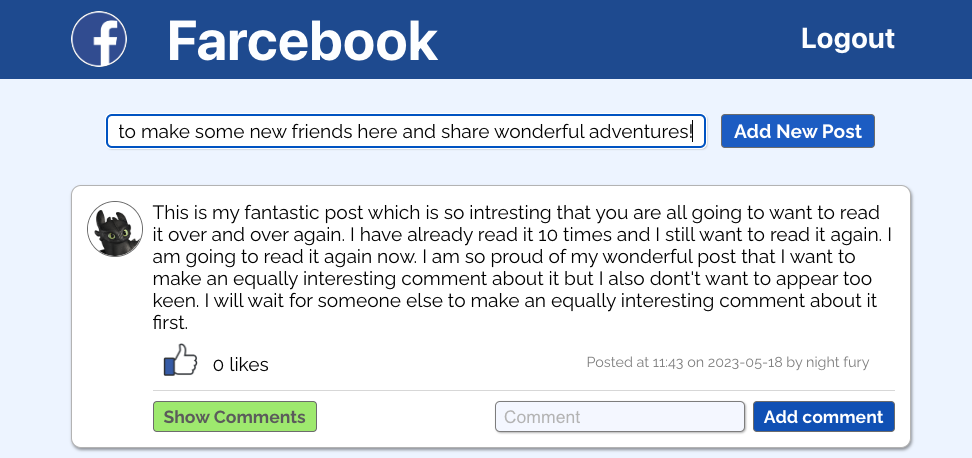 f Farcebook Logout
to make some new friends here and share wonderful adventures! Add New Post
This is my fantastic post which is so intresting that you are all going to want to read
it over and over again. I have already read it 10 times and I still want to read it again. I
am going to read it again now. I am so proud of my wonderful post that I want to
make an equally interesting comment about it but I also dont't want to appear too
keen. I will wait for someone else to make an equally interesting comment about it
first.
0 likes Posted at 11:43 on 2023-05-18 by night fury
Show Comments Comment Add comment